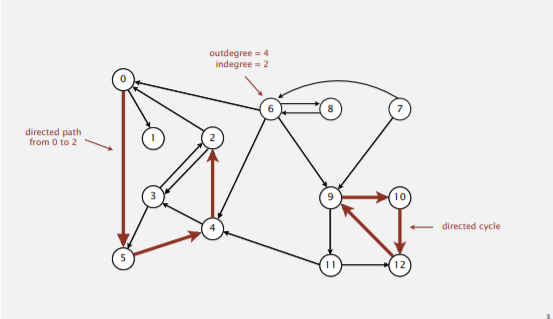 outdegree = 4
indegree = 2
0
6
8
7
directed path
from 0 to 2
1
2
3
9
10
4
directed cycle
5
11
12
3